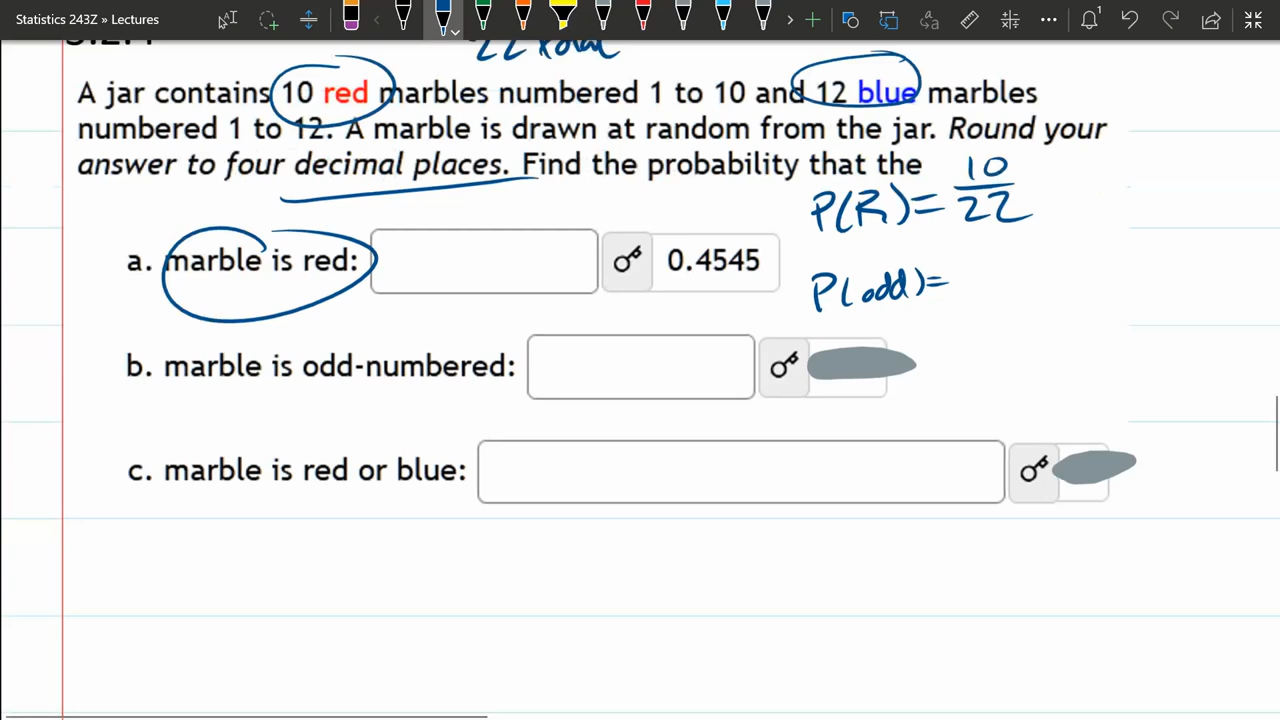 Statistics 243Z » Lectures
22 total
A jar contains 10 red marbles numbered 1 to 10 and 12 blue marbles
numbered 1 to 12. A marble is drawn at random from the jar. Round your
answer to four decimal places. Find the probability that the
P(R) = 10/22
a. marble is red: 0.4545
P(odd) =
b. marble is odd-numbered:
c. marble is red or blue: